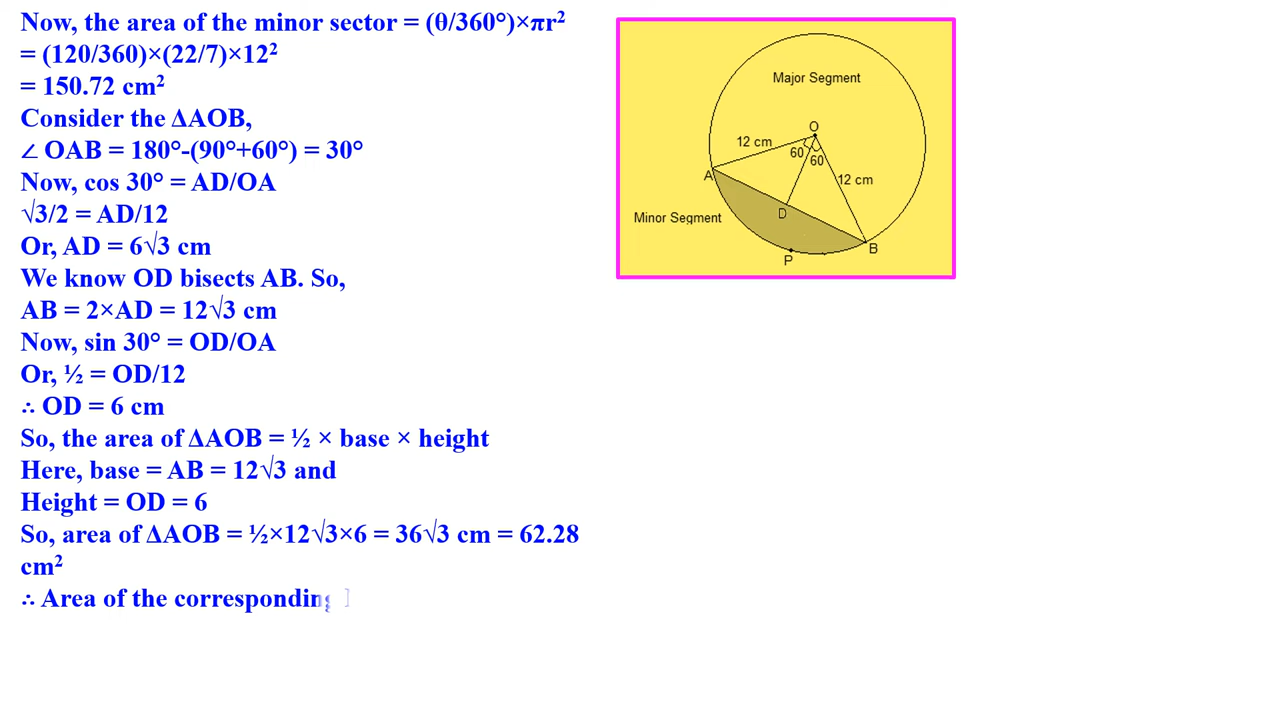 Now, the area of the minor sector = (θ/360°)×πr²
= (120/360)×(22/7)×12²
= 150.72 cm²
Consider the ΔAOB,
∠ OAB = 180°-(90°+60°) = 30°
Now, cos 30° = AD/OA
√3/2 = AD/12
Or, AD = 6√3 cm
We know OD bisects AB. So,
AB = 2×AD = 12√3 cm
Now, sin 30° = OD/OA
Or, ½ = OD/12
∴ OD = 6 cm
So, the area of ΔAOB = ½ × base × height
Here, base = AB = 12√3 and
Height = OD = 6
So, area of ΔAOB = ½×12√3×6 = 36√3 cm = 62.28
cm²
∴ Area of the corresponding
Major Segment
O
12 cm
60
60
A
12 cm
D
Minor Segment
B
P